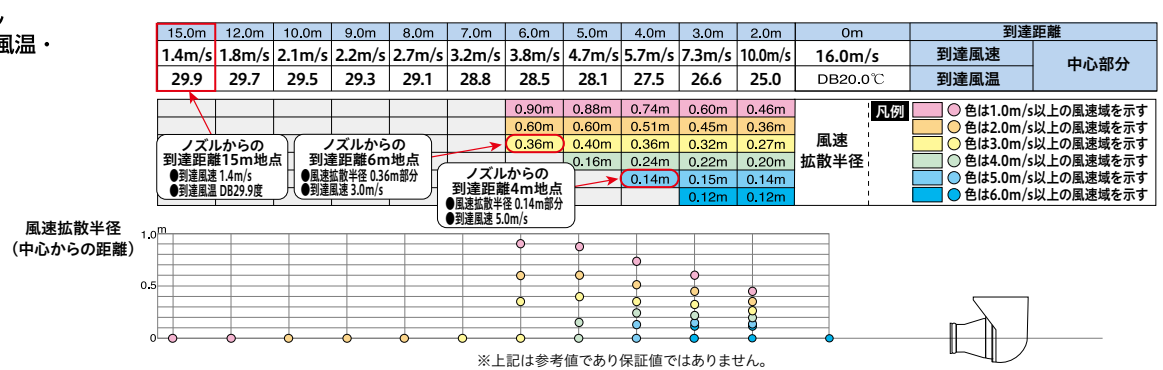 風温・
15.0m 12.0m 10.0m 9.0m 8.0m 7.0m 6.0m 5.0m 4.0m 3.0m 2.0m 0m 到達距離
1.4m/s 1.8m/s 2.1m/s 2.2m/s 2.7m/s 3.2m/s 3.8m/s 4.7m/s 5.7m/s 7.3m/s 10.0m/s 16.0m/s 到達風速 中心部分
29.9 29.7 29.5 29.3 29.1 28.8 28.5 28.1 27.5 26.6 25.0 DB20.0℃ 到達風温
0.90m 0.88m 0.74m 0.60m 0.46m
0.60m 0.60m 0.51m 0.45m 0.36m
0.36m 0.40m 0.36m 0.32m 0.27m
0.16m 0.24m 0.22m 0.20m
0.14m 0.15m 0.14m
0.12m 0.12m
風速
拡散半径
凡例
色は1.0m/s以上の風速域を示す
色は2.0m/s以上の風速域を示す
色は3.0m/s以上の風速域を示す
色は4.0m/s以上の風速域を示す
色は5.0m/s以上の風速域を示す
色は6.0m/s以上の風速域を示す
ノズルからの
到達距離15m地点
●到達風速 1.4m/s
●到達風温 DB29.9度
ノズルからの
到達距離6m地点
●風速拡散半径 0.36m部分
●到達風速 3.0m/s
ノズルからの
到達距離4m地点
●風速拡散半径 0.14m部分
●到達風速 5.0m/s
風速拡散半径
（中心からの距離）
1.0m
0.5
0
※上記は参考値であり保証値ではありません。